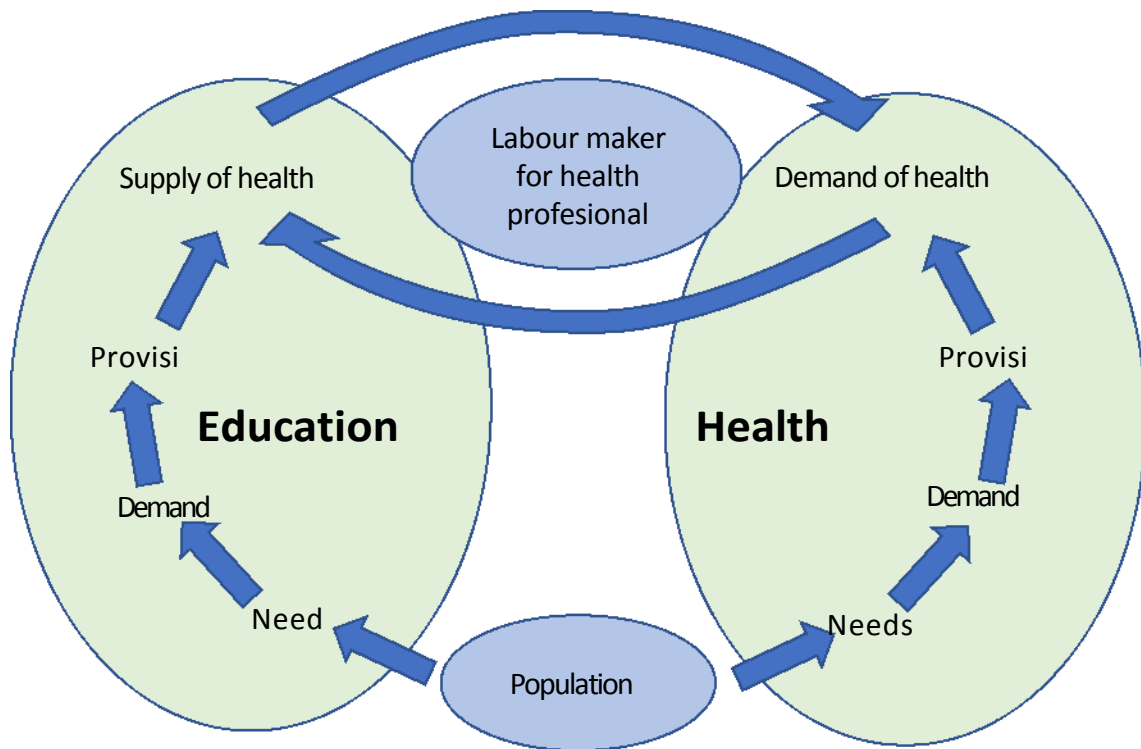 Labour maker
for health
profesional
Supply of health
Demand of health
Provisi
Provisi
Education
Health
Demand
Demand
Need
Needs
Population